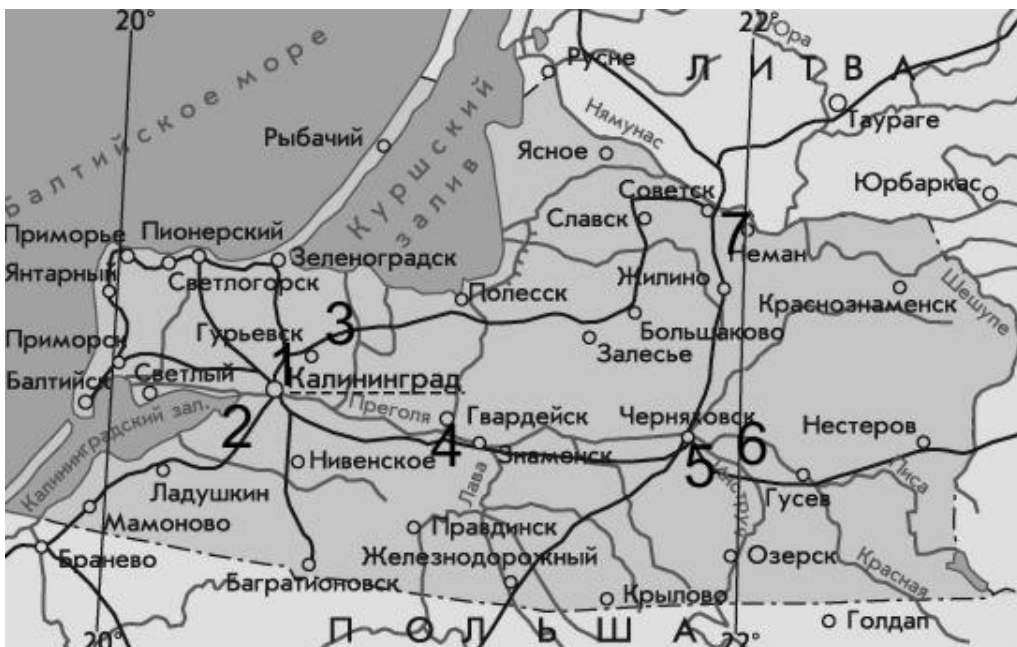 20°
22°
Юра
ЛИТВА
Русне
Балтийское море
Таураге
Нямунас
Рыбачий
Куршский залив
Ясное
Юрбаркас
Советск
Славск
7
Неман
Приморье
Пионерский
Зеленоградск
Янтарный
Светлогорск
Жилино
Шешупе
Полесск
Краснознаменск
Гурьевск
3
Большаково
Приморск
Залесье
1
Калининград
Балтийск
Светлый
Преголя
Гвардейск
Черняховск
Нестеров
Калининградский зал.
2
4
Знаменск
5
6
Нивенское
Лава
Гусев
Писа
Ладушкин
Мамоново
Правдинск
Бранево
Железнодорожный
Озерск
Багратионовск
Красная
Крылово
Голдап
20°
ПОЛЬША
22°